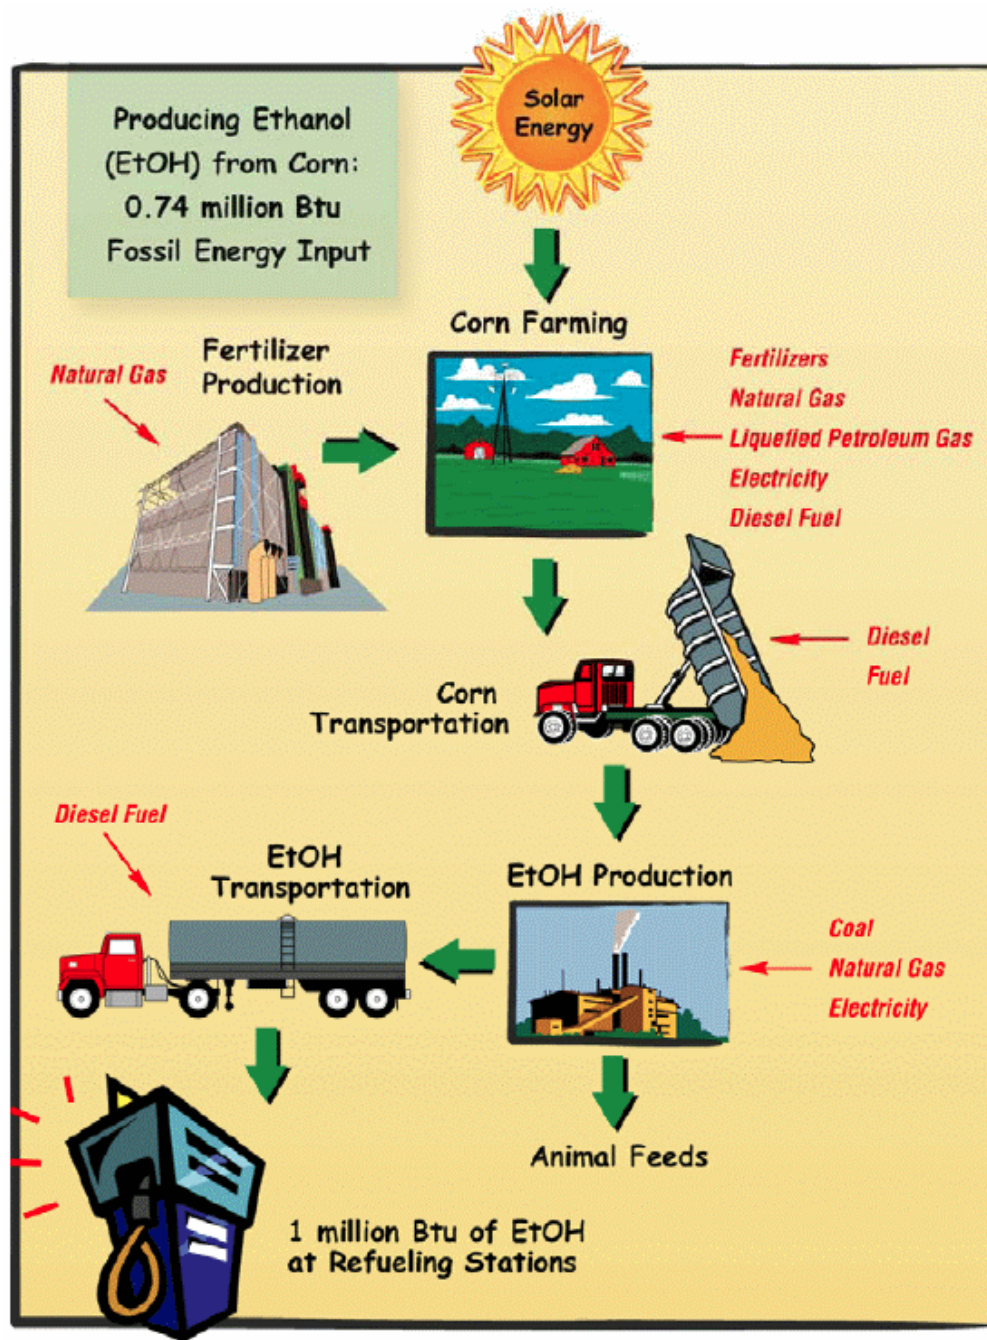 Solar
Energy
Producing Ethanol
(EtOH) from Corn:
0.74 million Btu
Fossil Energy Input
Corn Farming
Fertilizer
Production
Natural Gas
Fertilizers
Natural Gas
Liquefied Petroleum Gas
Electricity
Diesel Fuel
Diesel
Fuel
Corn
Transportation
Diesel Fuel
EtOH
Transportation
EtOH Production
Coal
Natural Gas
Electricity
Animal Feeds
1 million Btu of EtOH
at Refueling Stations